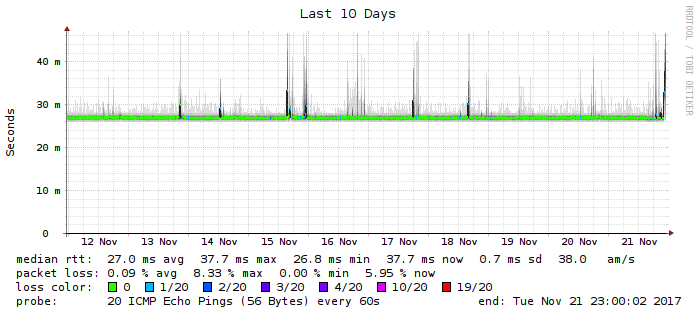 Last 10 Days
RRDTOOL / TOBI OETIKER
Seconds
40 m
30 m
20 m
10 m
0
12 Nov 13 Nov 14 Nov 15 Nov 16 Nov 17 Nov 18 Nov 19 Nov 20 Nov 21 Nov
median rtt: 27.0 ms avg 37.7 ms max 26.8 ms min 37.7 ms now 0.7 ms sd 38.0 am/s
packet loss: 0.09 % avg 8.33 % max 0.00 % min 5.95 % now
loss color: 0 1/20 2/20 3/20 4/20 10/20 19/20
probe: 20 ICMP Echo Pings (56 Bytes) every 60s end: Tue Nov 21 23:00:02 2017